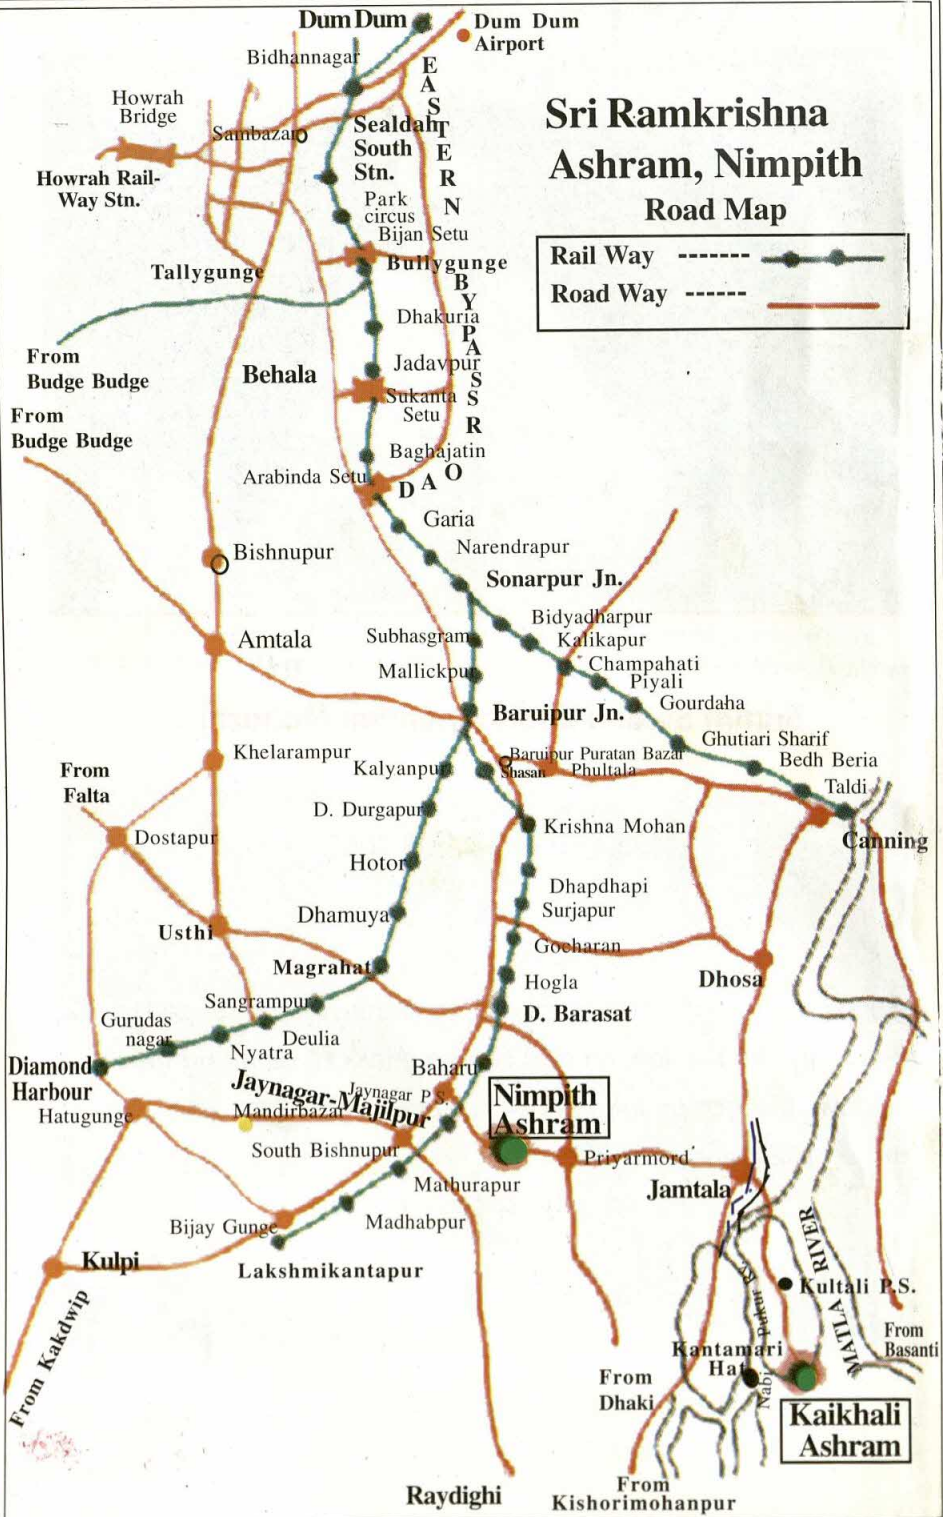 Dum Dum
Dum Dum
Airport
Bidhannagar
EASTERN BYPASS ROAD
Howrah
Bridge
Sambazar
Howrah Rail-
Way Stn.
Sealdah
South
Stn.
Sri Ramkrishna
Ashram, Nimpith
Road Map
Rail Way
Road Way
Park
circus
Bijan Setu
Tallygunge
Bullygunge
Dhakuria
From
Budge Budge
Behala
Jadavpur
Sukanta
Setu
From
Budge Budge
Baghajatin
Arabinda Setu
Garia
Bishnupur
Narendrapur
Sonarpur Jn.
Bidyadharpur
Amtala
Subhasgram
Kalikapur
Mallickpur
Champahati
Piyali
Gourdaha
Baruipur Jn.
Ghutiari Sharif
Khelarampur
Baruipur Puratan Bazar
Bedh Beria
From
Falta
Kalyanpur
Shasan
Phultala
Taldi
D. Durgapur
Dostapur
Krishna Mohan
Canning
Hotor
Dhapdhapi
Dhamuya
Surjapur
Usthi
Gocharan
Magrahat
Hogla
Dhosa
Sangrampur
D. Barasat
Gurudas
nagar
Deulia
Nyatra
Diamond
Harbour
Baharu
Jaynagar-Majilpur
Jaynagar P.S.
Nimpith
Ashram
Hatugunge
Mandirbazar
South Bishnupur
Priyarmord
Mathurapur
Jamtala
Bijay Gunge
Madhabpur
Kulpi
Lakshmikantapur
MATLA RIVER
Kultali P.S.
Nabi Pukur RV.
From Kakdwip
Kantamari
Hat
From
Basanti
From
Dhaki
Kaikhali
Ashram
Raydighi
From
Kishorimohanpur